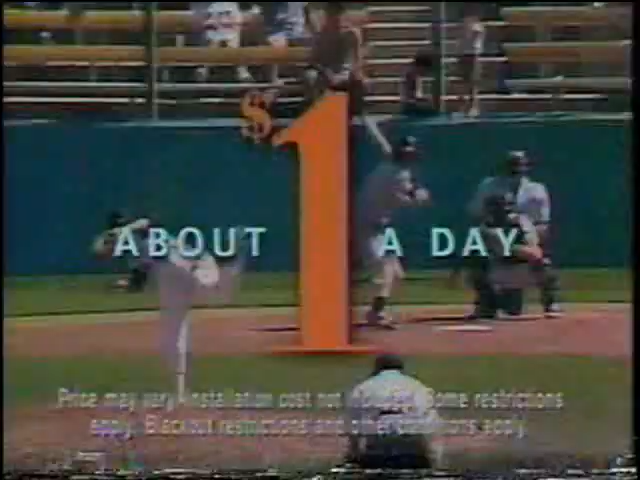 ABOUT $1 A DAY
Price may vary. Installation cost not included. Some restrictions
apply. Blackout restrictions and other conditions apply.